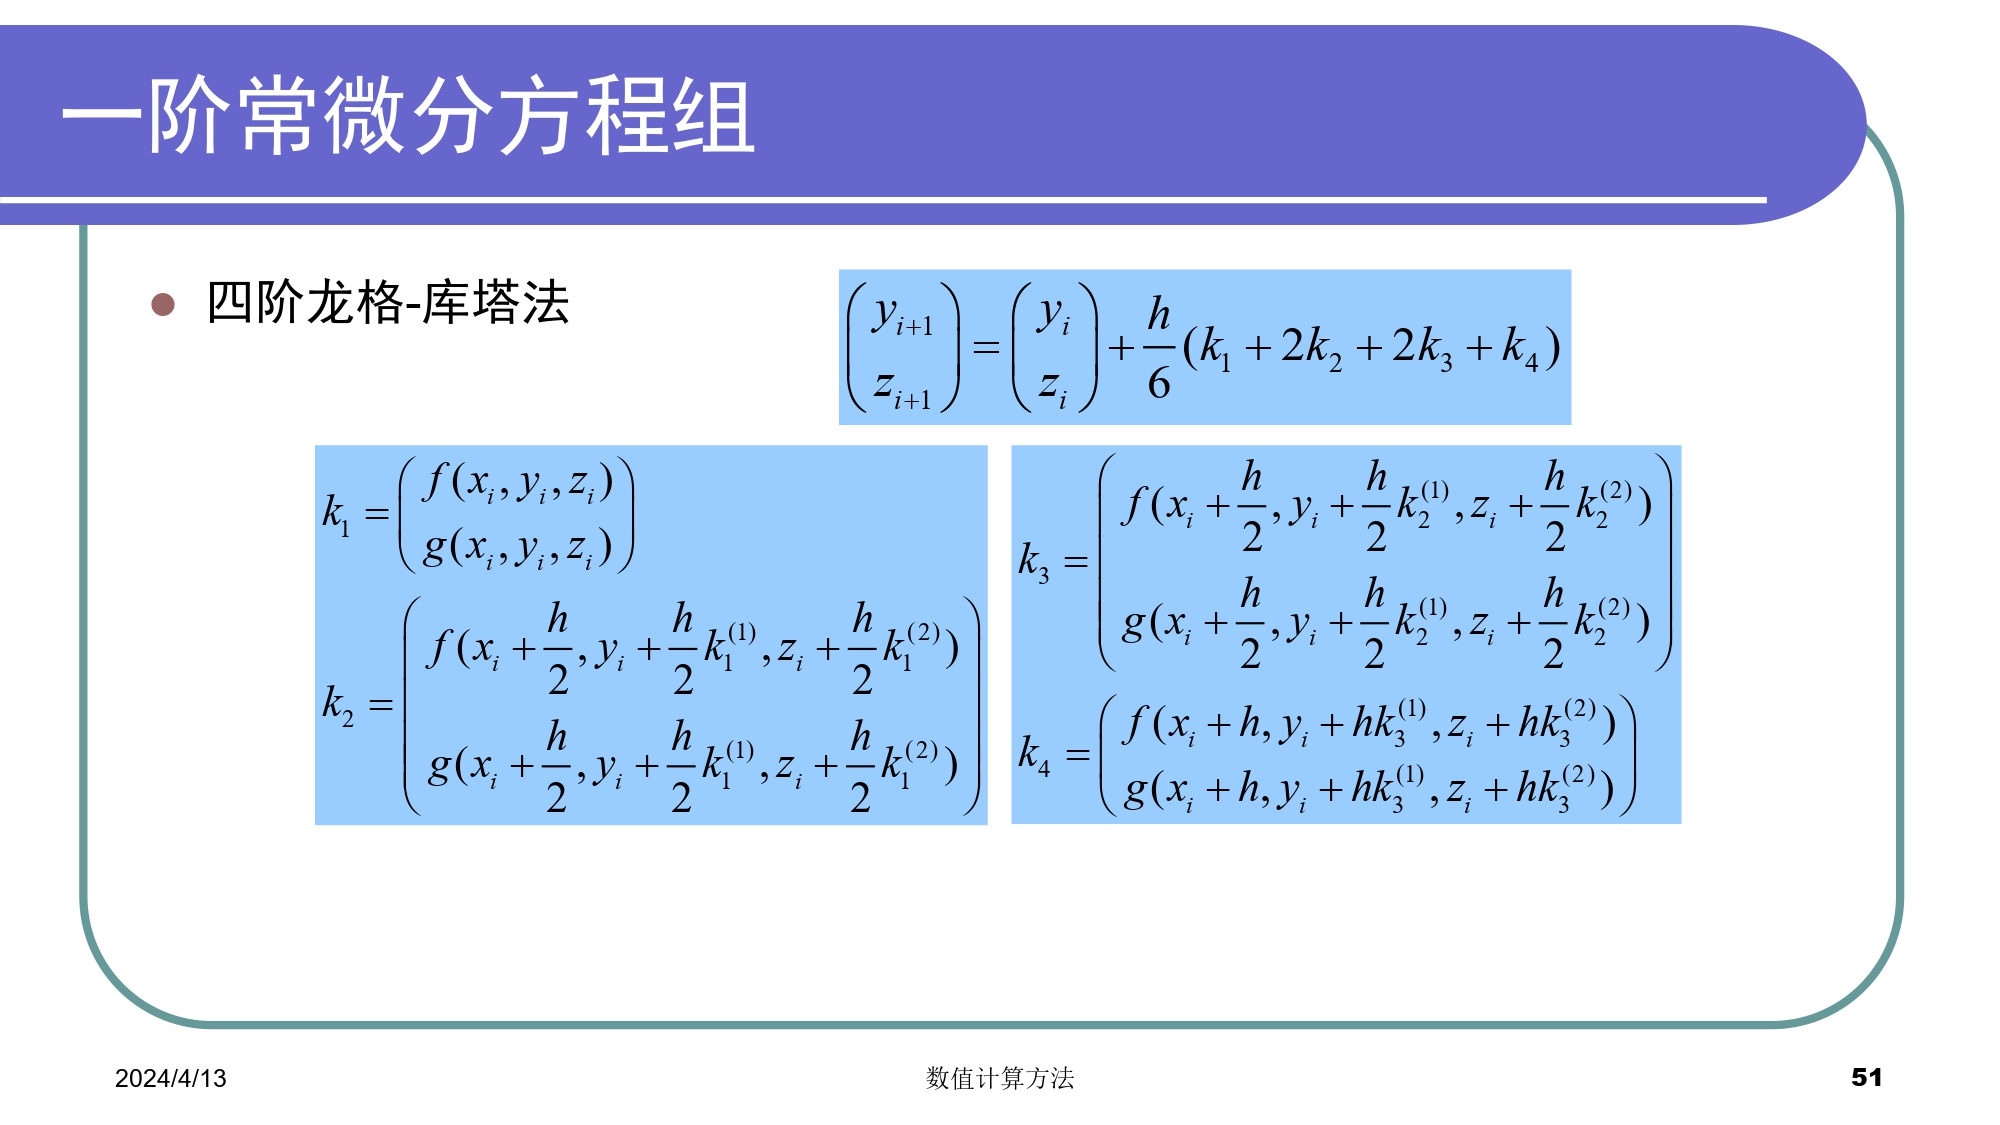 一阶常微分方程组
四阶龙格-库塔法
$\begin{pmatrix} y_{i+1} \\ z_{i+1} \end{pmatrix} = \begin{pmatrix} y_i \\ z_i \end{pmatrix} + \frac{h}{6}(k_1 + 2k_2 + 2k_3 + k_4)$
$k_1 = \begin{pmatrix} f(x_i, y_i, z_i) \\ g(x_i, y_i, z_i) \end{pmatrix}$
$k_2 = \begin{pmatrix} f(x_i + \frac{h}{2}, y_i + \frac{h}{2}k_1^{(1)}, z_i + \frac{h}{2}k_1^{(2)}) \\ g(x_i + \frac{h}{2}, y_i + \frac{h}{2}k_1^{(1)}, z_i + \frac{h}{2}k_1^{(2)}) \end{pmatrix}$
$k_3 = \begin{pmatrix} f(x_i + \frac{h}{2}, y_i + \frac{h}{2}k_2^{(1)}, z_i + \frac{h}{2}k_2^{(2)}) \\ g(x_i + \frac{h}{2}, y_i + \frac{h}{2}k_2^{(1)}, z_i + \frac{h}{2}k_2^{(2)}) \end{pmatrix}$
$k_4 = \begin{pmatrix} f(x_i + h, y_i + hk_3^{(1)}, z_i + hk_3^{(2)}) \\ g(x_i + h, y_i + hk_3^{(1)}, z_i + hk_3^{(2)}) \end{pmatrix}$
2024/4/13
数值计算方法
51